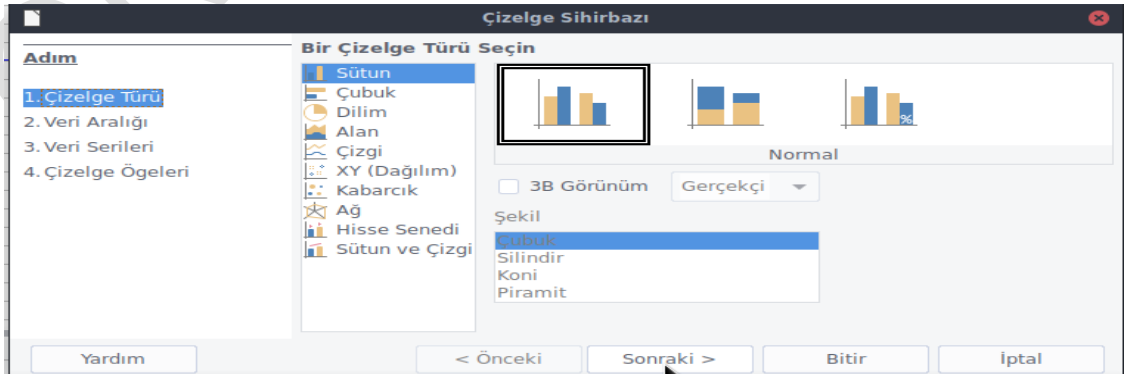 Çizelge Sihirbazı
Adım
1. Çizelge Türü
2. Veri Aralığı
3. Veri Serileri
4. Çizelge Ögeleri
Bir Çizelge Türü Seçin
Sütun
Çubuk
Dilim
Alan
Çizgi
XY (Dağılım)
Kabarcık
Ağ
Hisse Senedi
Sütun ve Çizgi
%
Normal
3B Görünüm
Gerçekçi
Şekil
Çubuk
Silindir
Koni
Piramit
Yardım
< Önceki
Sonraki >
Bitir
İptal